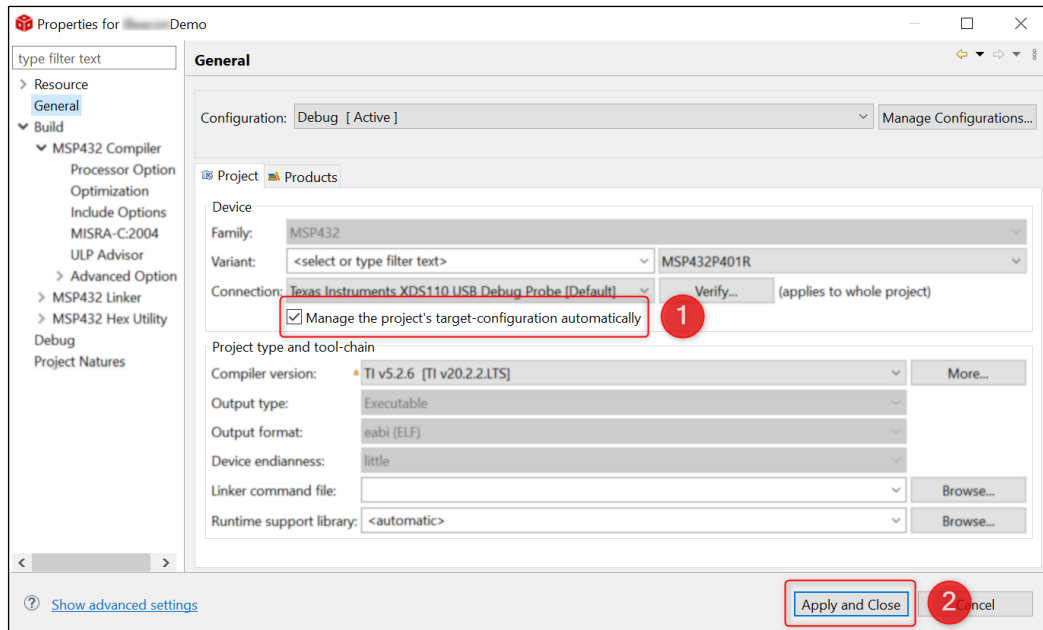 Properties for Demo
type filter text
General
Resource
General
Configuration: Debug [ Active ] Manage Configurations...
Build
MSP432 Compiler
Processor Option
Project Products
Optimization
Include Options
Device
MISRA-C:2004
Family: MSP432
ULP Advisor
Variant: <select or type filter text> MSP432P401R
Advanced Option
Connection: Texas Instruments XDS110 USB Debug Probe [Default] Verify... (applies to whole project)
MSP432 Linker
MSP432 Hex Utility
Manage the project's target-configuration automatically 1
Debug
Project type and tool-chain
Project Natures
Compiler version: TI v5.2.6 [TI v20.2.2.LTS] More...
Output type: Executable
Output format: eabi (ELF)
Device endianness: little
Linker command file: Browse...
Runtime support library: <automatic> Browse...
? Show advanced settings
Apply and Close 2